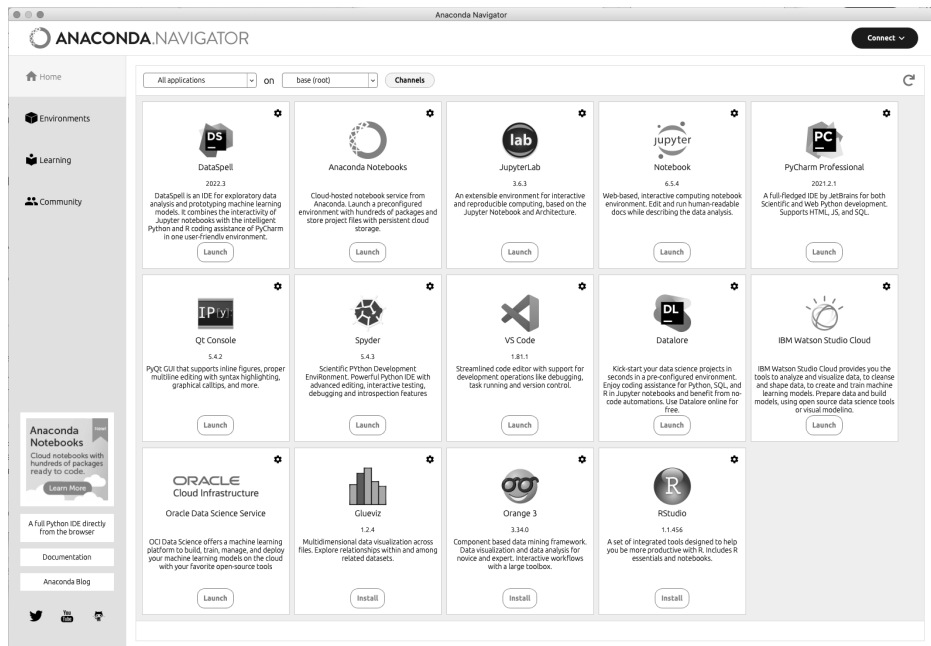 Anaconda Navigator
ANACONDA.NAVIGATOR
Connect
Home
Environments
Learning
Community
All applications
on
base (root)
Channels
DS
DataSpell
2022.3
DataSpell is an IDE for exploratory data
analysis and prototyping machine learning
models. It combines the interactivity of
Jupyter notebooks with the intelligent
Python and R coding assistance of PyCharm
in one user-friendly environment.
Launch
Anaconda Notebooks
Cloud-hosted notebook service from
Anaconda. Launch a preconfigured
environment with hundreds of packages and
store project files with persistent cloud
storage.
Launch
lab
JupyterLab
3.6.3
An extensible environment for interactive
and reproducible computing, based on the
Jupyter Notebook and Architecture.
Launch
jupyter
Notebook
6.5.4
Web-based, interactive computing notebook
environment. Edit and run human-readable
docs while describing the data analysis.
Launch
PC
PyCharm Professional
2021.2.1
A full-fledged IDE by JetBrains for both
Scientific and Web Python development.
Supports HTML, JS, and SQL.
Launch
IP[y]:
Qt Console
5.4.2
PyQt GUI that supports inline figures, proper
multiline editing with syntax highlighting,
graphical calltips, and more.
Launch
Spyder
5.4.3
Scientific PYthon Development
EnviRonment. Powerful Python IDE with
advanced editing, interactive testing,
debugging and introspection features
Launch
VS Code
1.81.1
Streamlined code editor with support for
development operations like debugging,
task running and version control.
Launch
DL
Datalore
Kick-start your data science projects in
seconds in a pre-configured environment.
Enjoy coding assistance for Python, SQL, and
R in Jupyter notebooks and benefit from no-
code automations. Use Datalore online for
free.
Launch
IBM Watson Studio Cloud
IBM Watson Studio Cloud provides you the
tools to analyze and visualize data, to cleanse
and shape data, to create and train machine
learning models. Prepare data and build
models, using open source data science tools
or visual modeling.
Launch
ORACLE
Cloud Infrastructure
Oracle Data Science Service
OCI Data Science offers a machine learning
platform to build, train, manage, and deploy
your machine learning models on the cloud
with your favorite open-source tools
Launch
Glueviz
1.2.4
Multidimensional data visualization across
files. Explore relationships within and among
related datasets.
Install
Orange 3
3.34.0
Component based data mining framework.
Data visualization and data analysis for
novice and expert. Interactive workflows
with a large toolbox.
Install
R
RStudio
1.1.456
A set of integrated tools designed to help
you be more productive with R. Includes R
essentials and notebooks.
Install
Anaconda
Notebooks
new!
Cloud notebooks with
hundreds of packages
ready to code.
Learn More
A full Python IDE directly
from the browser
Documentation
Anaconda Blog
You
Tube